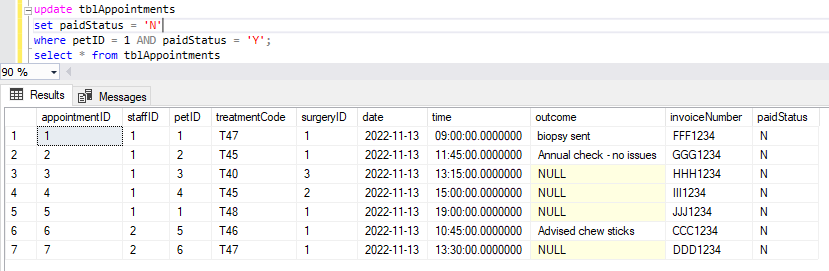 update tblAppointments
set paidStatus = 'N'
where petID = 1 AND paidStatus = 'Y';
select * from tblAppointments
90 %
Results Messages
appointmentID staffID petID treatmentCode surgeryID date time outcome invoiceNumber paidStatus
1 1 1 1 T47 1 2022-11-13 09:00:00.0000000 biopsy sent FFF1234 N
2 2 1 2 T45 1 2022-11-13 11:45:00.0000000 Annual check - no issues GGG1234 N
3 3 1 3 T40 3 2022-11-13 13:15:00.0000000 NULL HHH1234 N
4 4 1 4 T45 2 2022-11-13 15:00:00.0000000 NULL III1234 N
5 5 1 1 T48 1 2022-11-13 19:00:00.0000000 NULL JJJ1234 N
6 6 2 5 T46 1 2022-11-13 10:45:00.0000000 Advised chew sticks CCC1234 N
7 7 2 6 T47 1 2022-11-13 13:30:00.0000000 NULL DDD1234 N